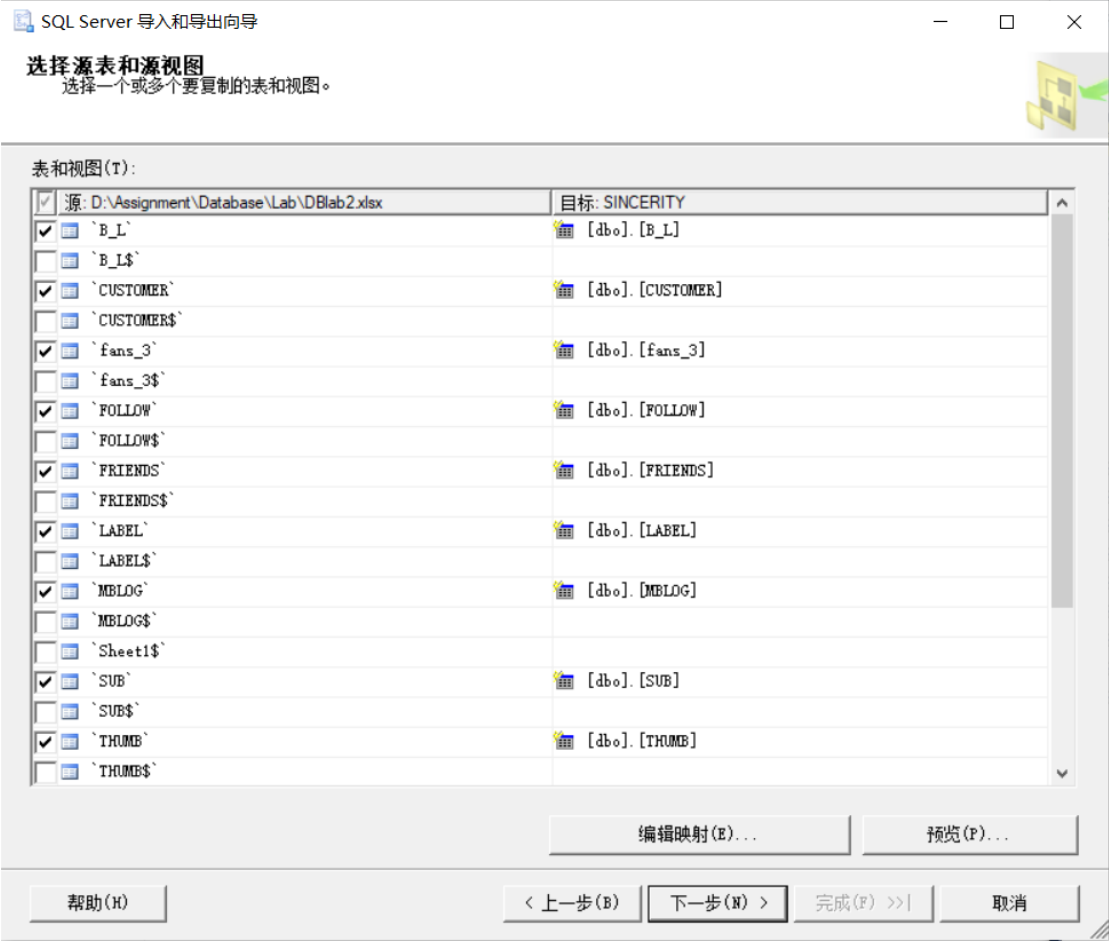 SQL Server 导入和导出向导
选择源表和源视图
选择一个或多个要复制的表和视图。
表和视图(T):
源: D:\Assignment\Database\Lab\DBlab2.xlsx 目标: SINCERITY
`B_L` [dbo].[B_L]
`B_L$`
`CUSTOMER` [dbo].[CUSTOMER]
`CUSTOMER$`
`fans_3` [dbo].[fans_3]
`fans_3$`
`FOLLOW` [dbo].[FOLLOW]
`FOLLOW$`
`FRIENDS` [dbo].[FRIENDS]
`FRIENDS$`
`LABEL` [dbo].[LABEL]
`LABEL$`
`MBLOG` [dbo].[MBLOG]
`MBLOG$`
`Sheet1$`
`SUB` [dbo].[SUB]
`SUB$`
`THUMB` [dbo].[THUMB]
`THUMB$`
编辑映射(E)... 预览(P)...
帮助(H) < 上一步(B) 下一步(N) > 完成(F) >>| 取消